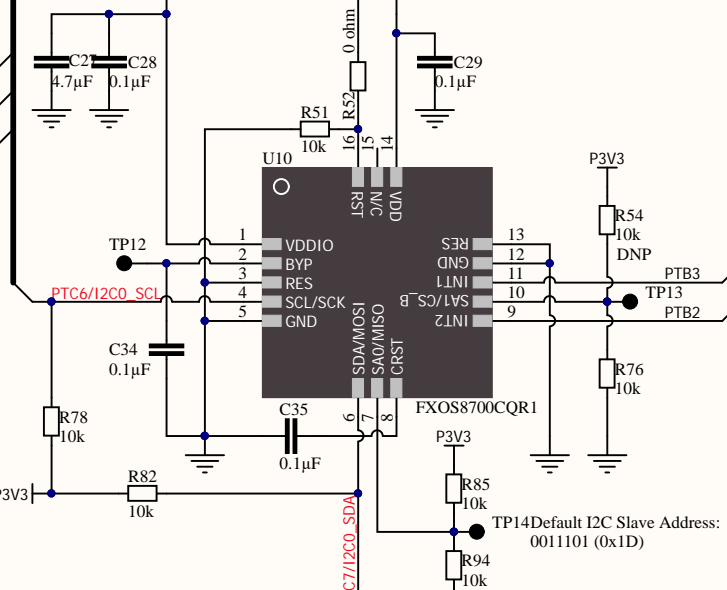 0 ohm
C27
4.7µF
C28
0.1µF
C29
0.1µF
R52
R51
10k
16
15
14
U10
RST
N/C
VDD
P3V3
R54
10k
DNP
TP12
1
VDDIO
2
BYP
3
RES
4
SCL/SCK
5
GND
RES
13
GND
12
INT1
11
PTB3
SA1/CS_B
10
TP13
INT2
9
PTB2
PTC6/I2C0_SCL
SDA/MOSI
SA0/MISO
CRST
C34
0.1µF
R76
10k
FXOS8700CQR1
6
7
8
C35
0.1µF
R78
10k
P3V3
R82
10k
P3V3
R85
10k
C7/I2C0_SDA
TP14
Default I2C Slave Address:
0011101 (0x1D)
R94
10k